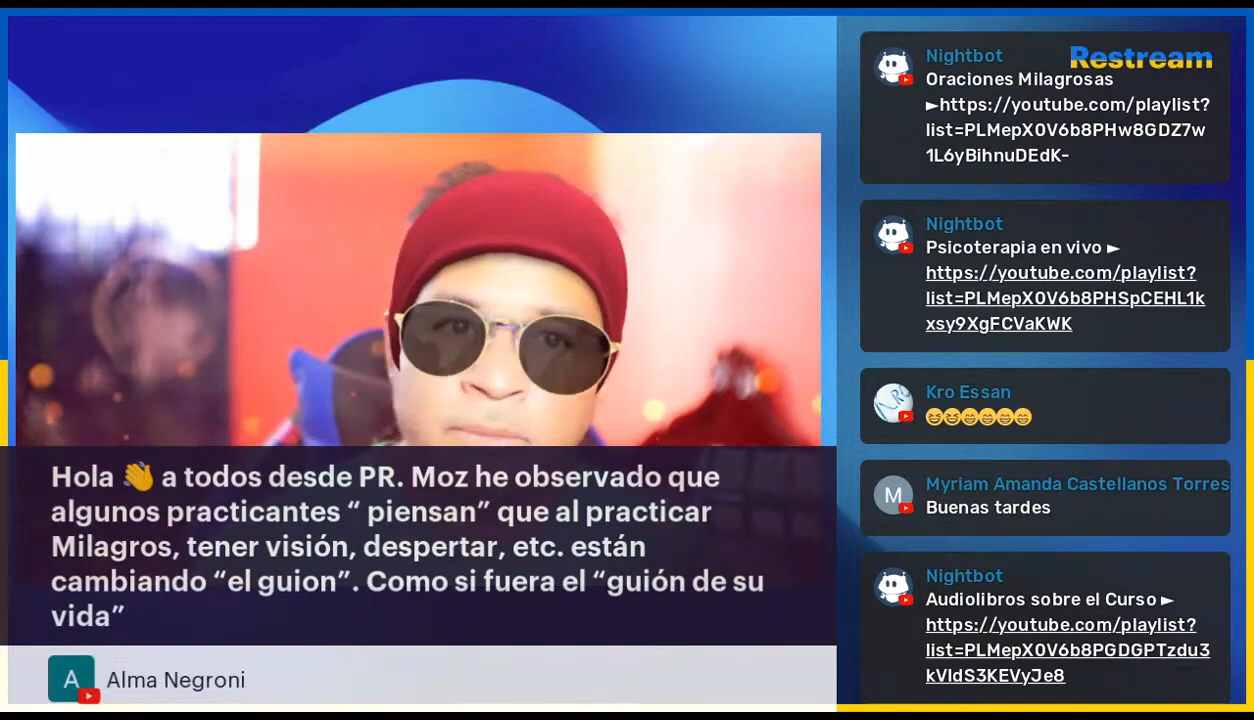 Hola 👋 a todos desde PR. Moz he observado que
algunos practicantes “ piensan” que al practicar
Milagros, tener visión, despertar, etc. están
cambiando “el guion”. Como si fuera el “guión de su
vida”
A
Alma Negroni
Restream
Nightbot
Oraciones Milagrosas
►https://youtube.com/playlist?
list=PLMepX0V6b8PHw8GDZ7w
1L6yBihnuDEdK-
Nightbot
Psicoterapia en vivo ►
https://youtube.com/playlist?
list=PLMepX0V6b8PHSpCEHL1k
xsy9XgFCVaKWK
Kro Essan
😆😆😁😁😁😁
M
Myriam Amanda Castellanos Torres
Buenas tardes
Nightbot
Audiolibros sobre el Curso ►
https://youtube.com/playlist?
list=PLMepX0V6b8PGDGPTzdu3
kVldS3KEVyJe8